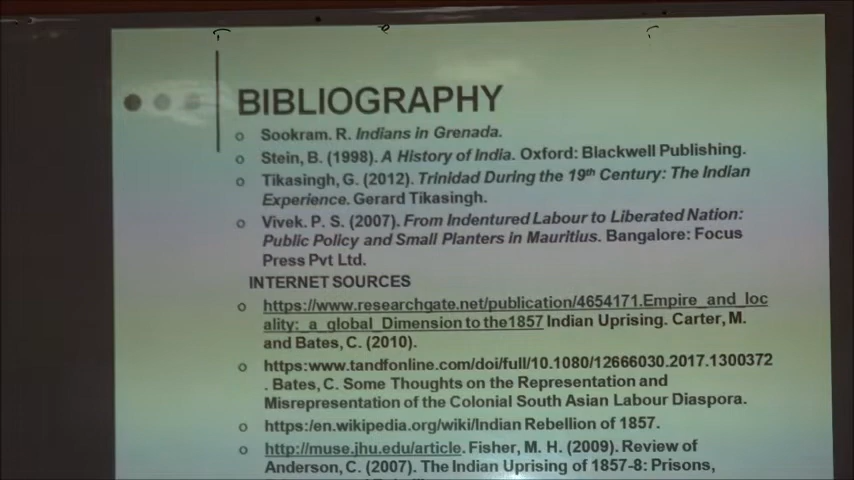 BIBLIOGRAPHY
Sookram. R. Indians in Grenada.
Stein, B. (1998). A History of India. Oxford: Blackwell Publishing.
Tikasingh, G. (2012). Trinidad During the 19th Century: The Indian
Experience. Gerard Tikasingh.
Vivek. P. S. (2007). From Indentured Labour to Liberated Nation:
Public Policy and Small Planters in Mauritius. Bangalore: Focus
Press Pvt Ltd.
INTERNET SOURCES
https://www.researchgate.net/publication/4654171.Empire_and_loc
ality:_a_global_Dimension to the1857 Indian Uprising. Carter, M.
and Bates, C. (2010).
https:www.tandfonline.com/doi/full/10.1080/12666030.2017.1300372
. Bates, C. Some Thoughts on the Representation and
Misrepresentation of the Colonial South Asian Labour Diaspora.
https:/en.wikipedia.org/wiki/Indian Rebellion of 1857.
http://muse.jhu.edu/article. Fisher, M. H. (2009). Review of
Anderson, C. (2007). The Indian Uprising of 1857-8: Prisons,